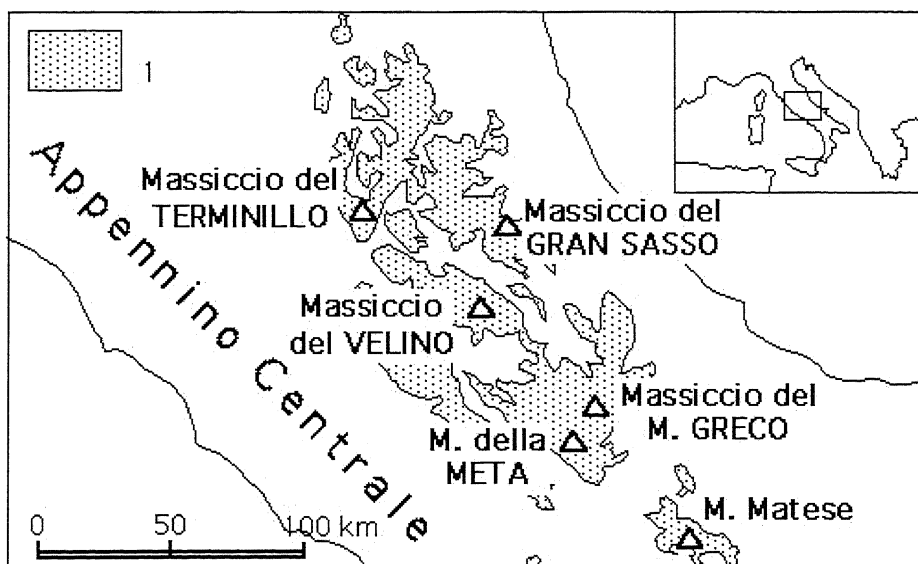 1
Massiccio del
TERMINILLO
Massiccio del
GRAN SASSO
Appennino Centrale
Massiccio
del VELINO
Massiccio del
M. GRECO
M. della
META
M. Matese
0 50 100 km